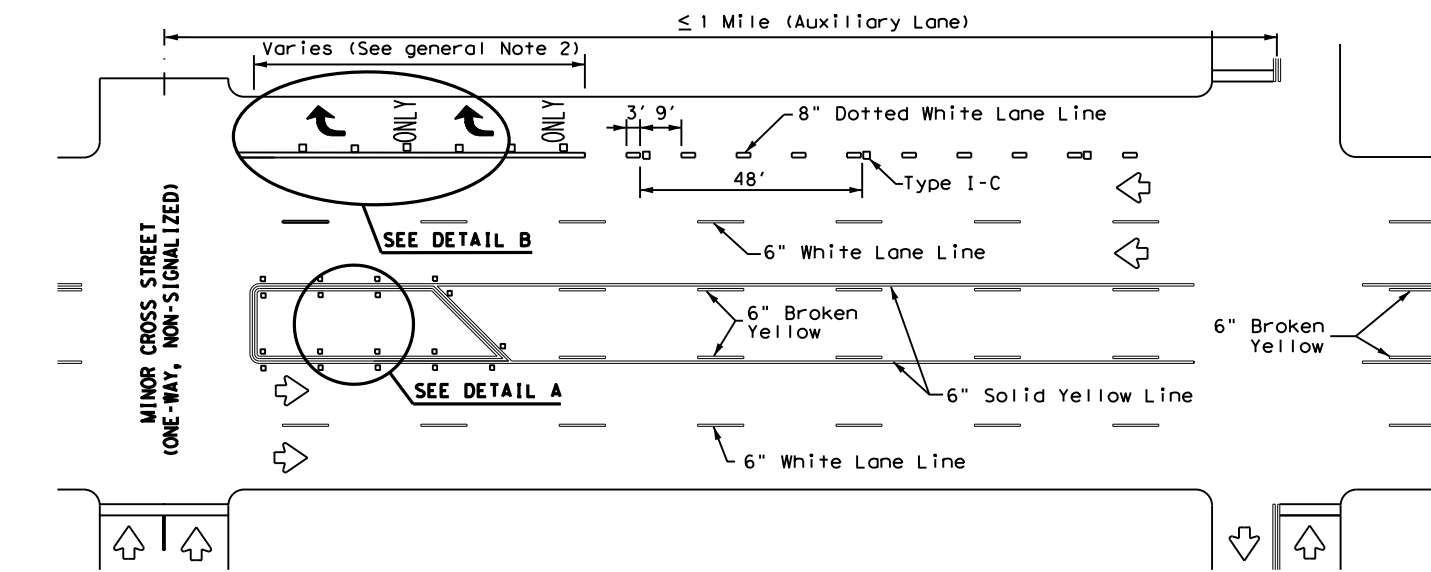 ≤ 1 Mile (Auxiliary Lane)
Varies (See general Note 2)
ONLY
ONLY
3' 9'
8" Dotted White Lane Line
48'
Type I-C
SEE DETAIL B
6" White Lane Line
MINOR CROSS STREET
(ONE-WAY, NON-SIGNALIZED)
6" Broken
Yellow
6" Broken
Yellow
SEE DETAIL A
6" Solid Yellow Line
6" White Lane Line